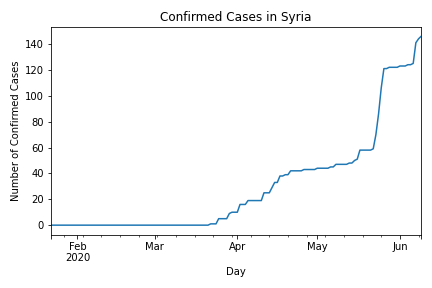 Confirmed Cases in Syria
Number of Confirmed Cases
140
120
100
80
60
40
20
0
Feb Mar Apr May Jun
2020
Day